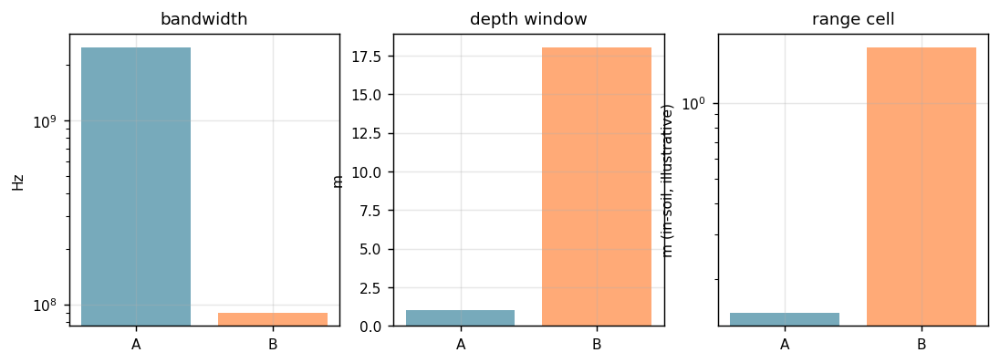 bandwidth
Hz
10⁹
10⁸
A B
depth window
m
17.5
15.0
12.5
10.0
7.5
5.0
2.5
0.0
A B
range cell
m (in-soil, illustrative)
10⁰
A B